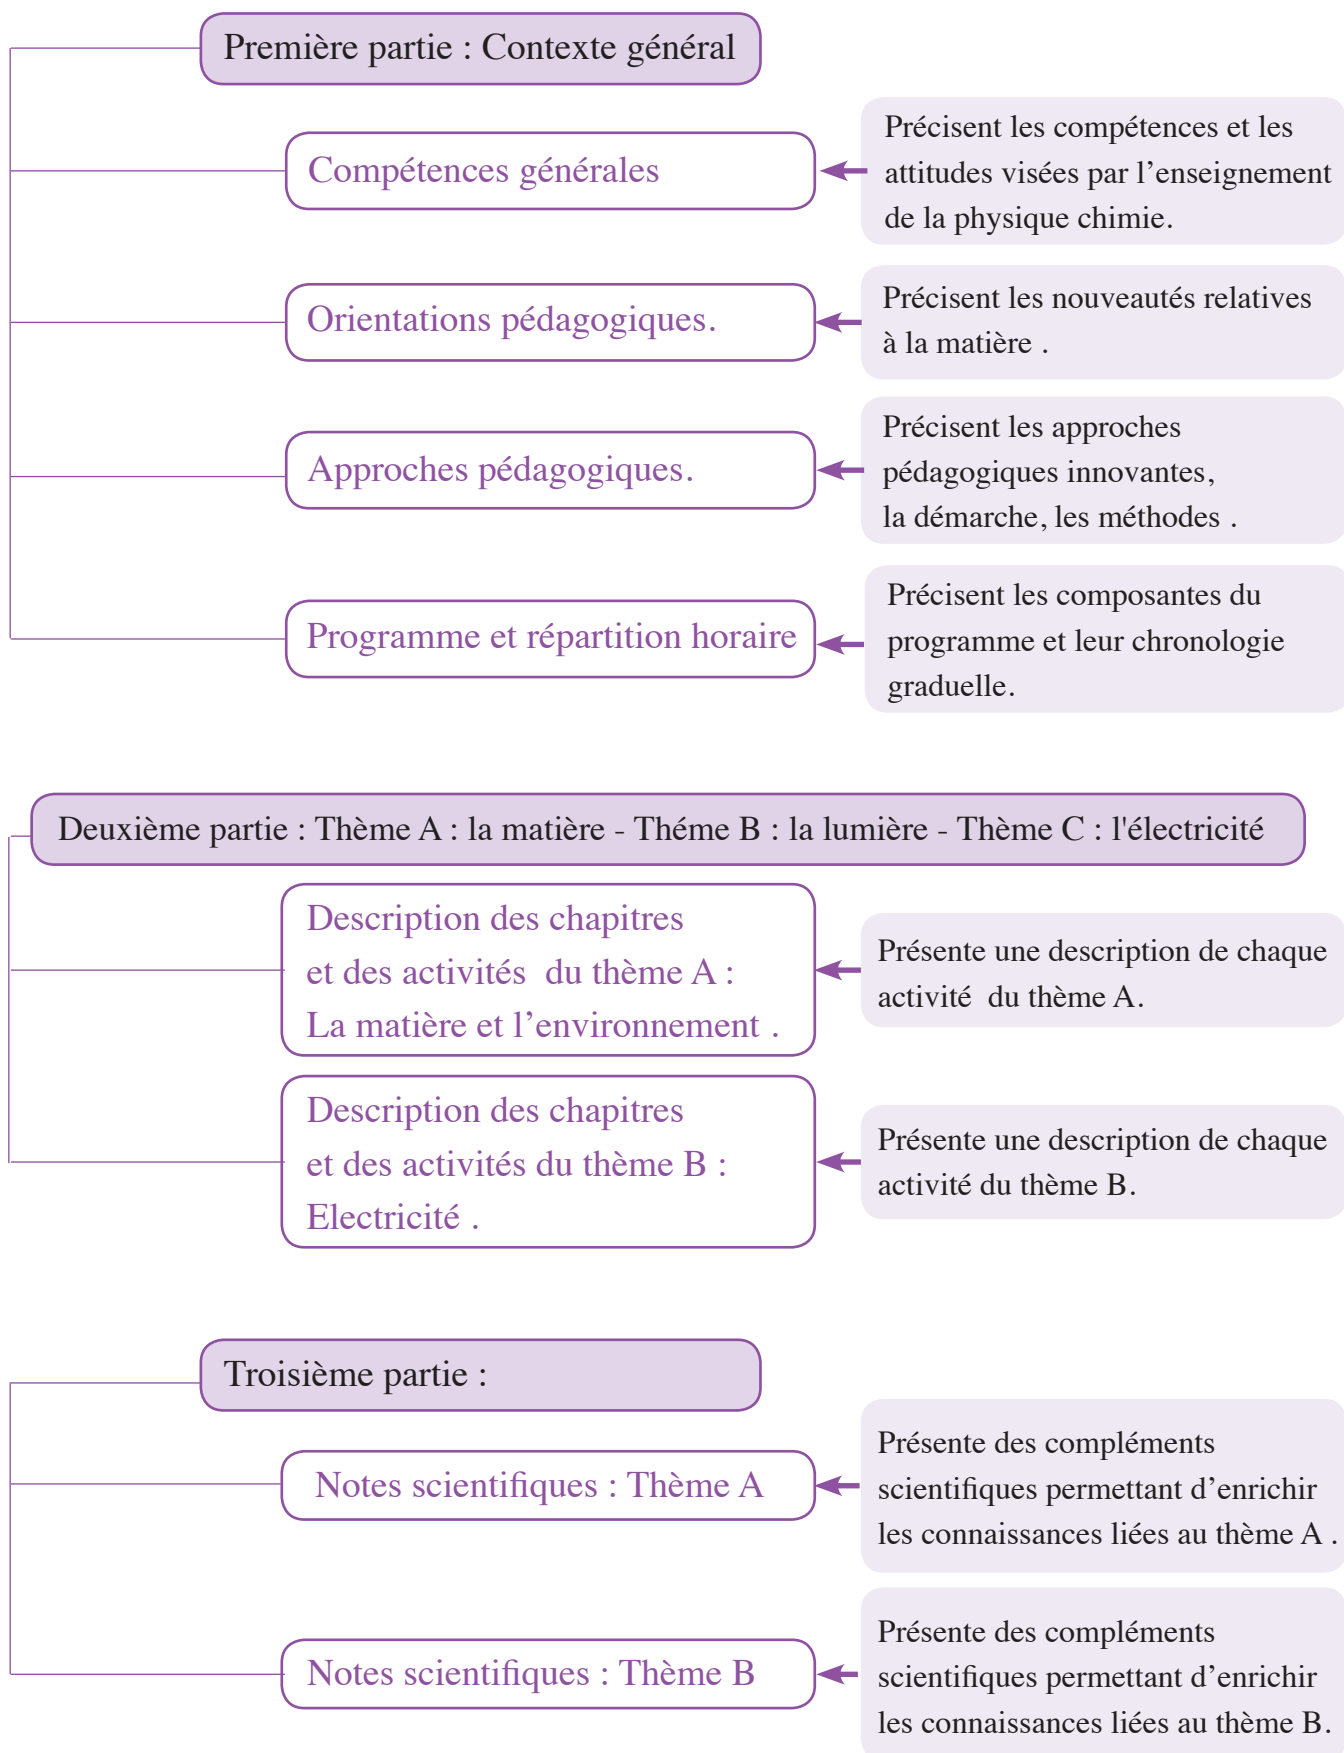 Première partie : Contexte général
Compétences générales
Précisent les compétences et les
attitudes visées par l’enseignement
de la physique chimie.
Orientations pédagogiques.
Précisent les nouveautés relatives
à la matière .
Approches pédagogiques.
Précisent les approches
pédagogiques innovantes,
la démarche, les méthodes .
Programme et répartition horaire
Précisent les composantes du
programme et leur chronologie
graduelle.
Deuxième partie : Thème A : la matière - Théme B : la lumière - Thème C : l'électricité
Description des chapitres
et des activités  du thème A :
La matière et l’environnement .
Présente une description de chaque
activité  du thème A.
Description des chapitres
et des activités du thème B :
Electricité .
Présente une description de chaque
activité du thème B.
Troisième partie :
Notes scientifiques : Thème A
Présente des compléments
scientifiques permettant d’enrichir
les connaissances liées au thème A .
Notes scientifiques : Thème B
Présente des compléments
scientifiques permettant d’enrichir
les connaissances liées au thème B.